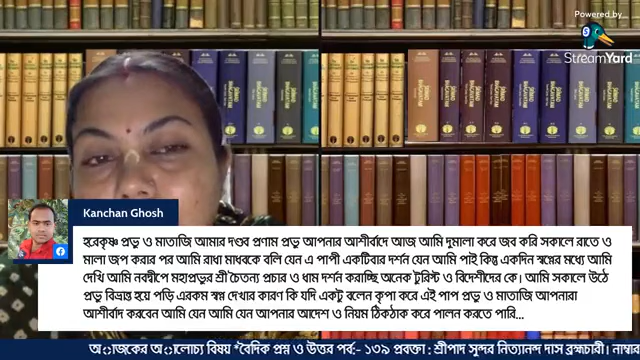 Powered by
StreamYard
Kanchan Ghosh
হরেকৃষ্ণ প্রভু ও মাতাজি আমার দণ্ডব প্রণাম প্রভু আপনার আশীর্বাদে আজ আমি দুমালা করে জব করি সকালে রাতে ও
মালা জপ করার পর আমি রাধা মাধবকে বলি যেন এ পাপী একটিবার দর্শন যেন আমি পাই কিন্তু একদিন স্বপ্নের মধ্যে আমি
দেখি আমি নবদ্বীপে মহাপ্রভুর শ্রী চৈতন্য প্রচার ও ধাম দর্শন করাচ্ছি অনেক টুরিস্ট ও বিদেশীদের কে। আমি সকালে উঠে
প্রভু বিভ্রান্ত হয়ে পড়ি এরকম স্বপ্ন দেখার কারণ কি যদি একটু বলেন কৃপা করে এই পাপ প্রভু ও মাতাজি আপনারা
আশীর্বাদ করবেন আমি যেন আমি যেন আপনার আদেশ ও নিয়ম ঠিকঠাক করে পালন করতে পারি...
আলোচ্য বিষয় *বৈদিক প্রশ্ন ও উত্তর পর্ব:- ১৩৯ প্রবক্তা : শ্রীপাদ সুন্দর নিত্যানন্দ দাস ব্রহ্মচারী।